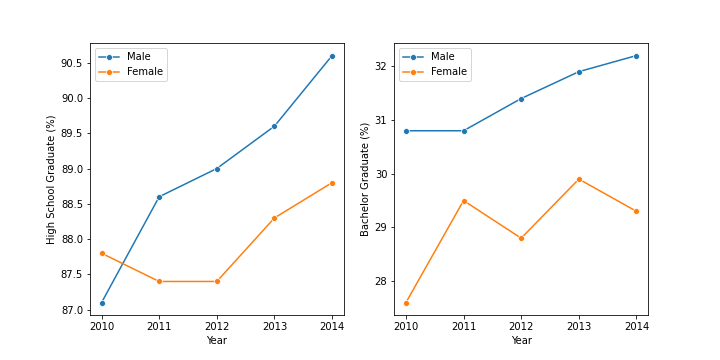 Male
Female
90.5
90.0
89.5
89.0
88.5
88.0
87.5
87.0
High School Graduate (%)
2010 2011 2012 2013 2014
Year
Male
Female
32
31
30
29
28
Bachelor Graduate (%)
2010 2011 2012 2013 2014
Year